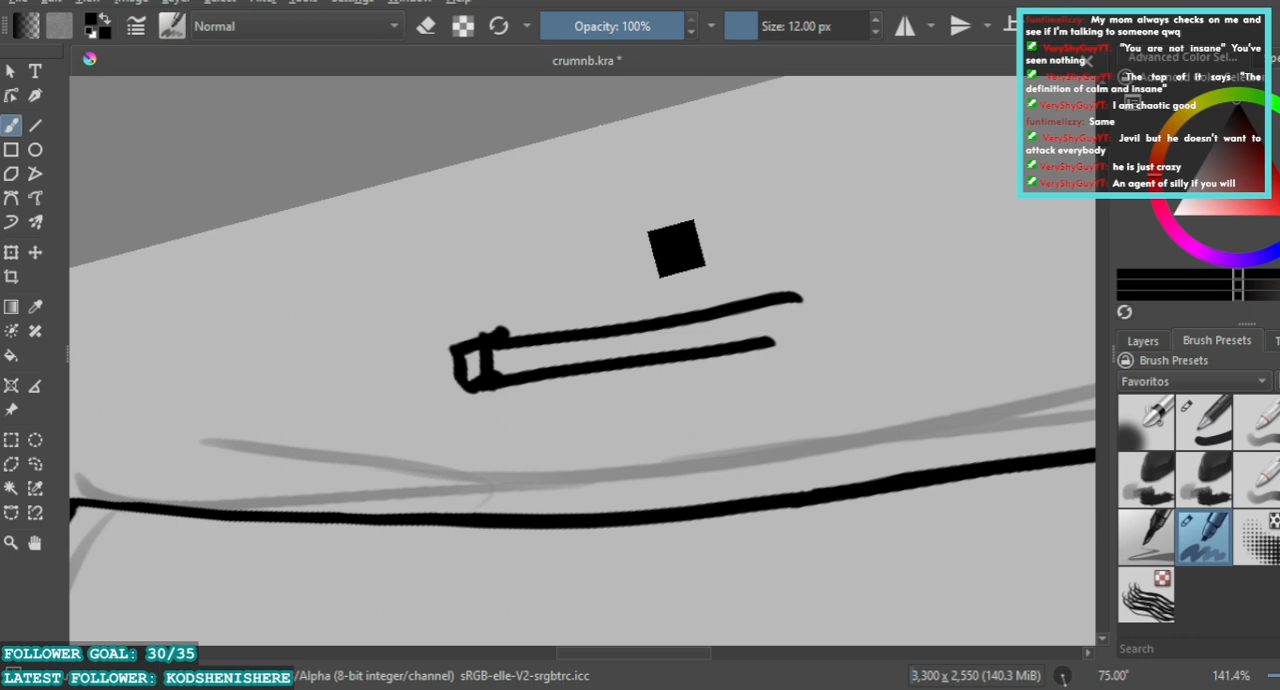 Normal
Opacity: 100%
Size: 12.00 px
crumnb.kra *
funtimelizzy: My mom always checks on me and
see if I'm talking to someone qwq
VeryShyGuyYT: "You are not insane" You've
seen nothing
VeryShyGuyYT: The top of it says "The
definition of calm and insane"
VeryShyGuyYT: I am chaotic good
funtimelizzy: Same
VeryShyGuyYT: Jevil but he doesn't want to
attack everybody
VeryShyGuyYT: he is just crazy
VeryShyGuyYT: An agent of silly if you will
Advanced Color Sel...
Layers
Brush Presets
Brush Presets
Favoritos
Search
FOLLOWER GOAL: 30/35
LATEST FOLLOWER: KODSHENISHERE
/Alpha (8-bit integer/channel) sRGB-elle-V2-srgbtrc.icc
3,300 x 2,550 (140.3 MiB)
75.00°
141.4%